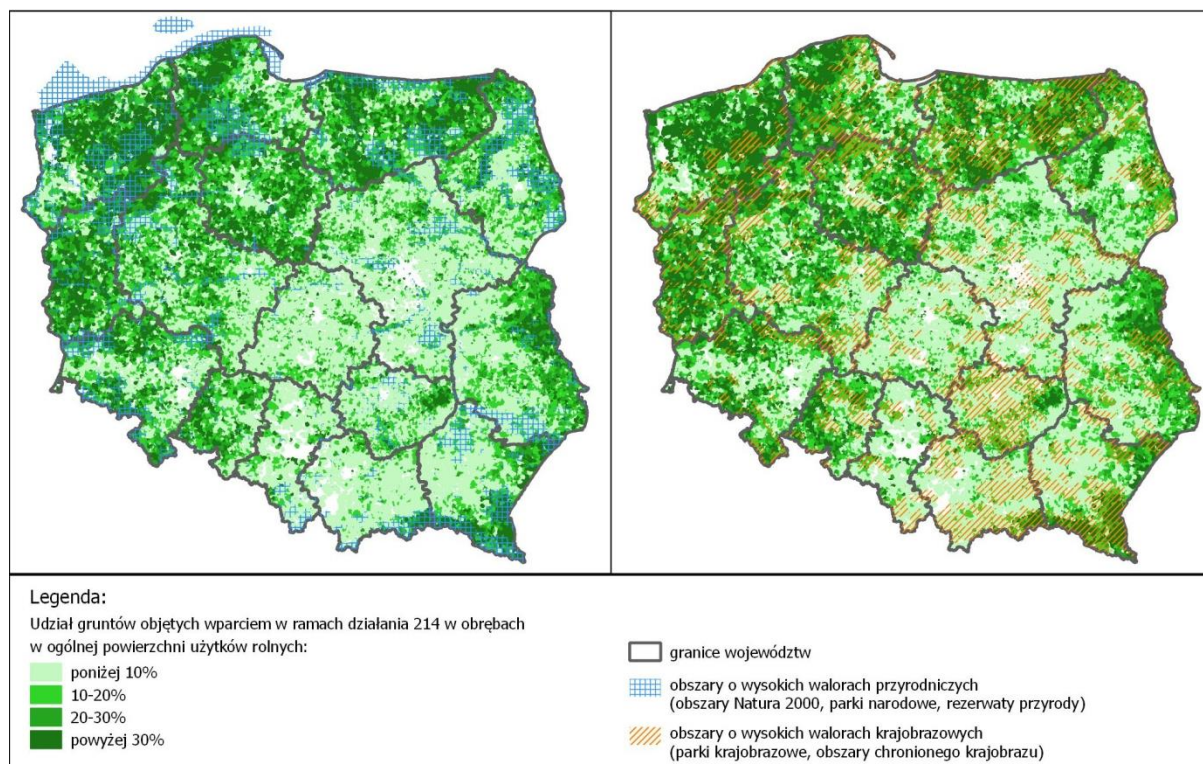 Legenda:
Udział gruntów objętych wparciem w ramach działania 214 w obrębach
w ogólnej powierzchni użytków rolnych:
poniżej 10%
10-20%
20-30%
powyżej 30%
granice województw
obszary o wysokich walorach przyrodniczych
(obszary Natura 2000, parki narodowe, rezerwaty przyrody)
obszary o wysokich walorach krajobrazowych
(parki krajobrazowe, obszary chronionego krajobrazu)